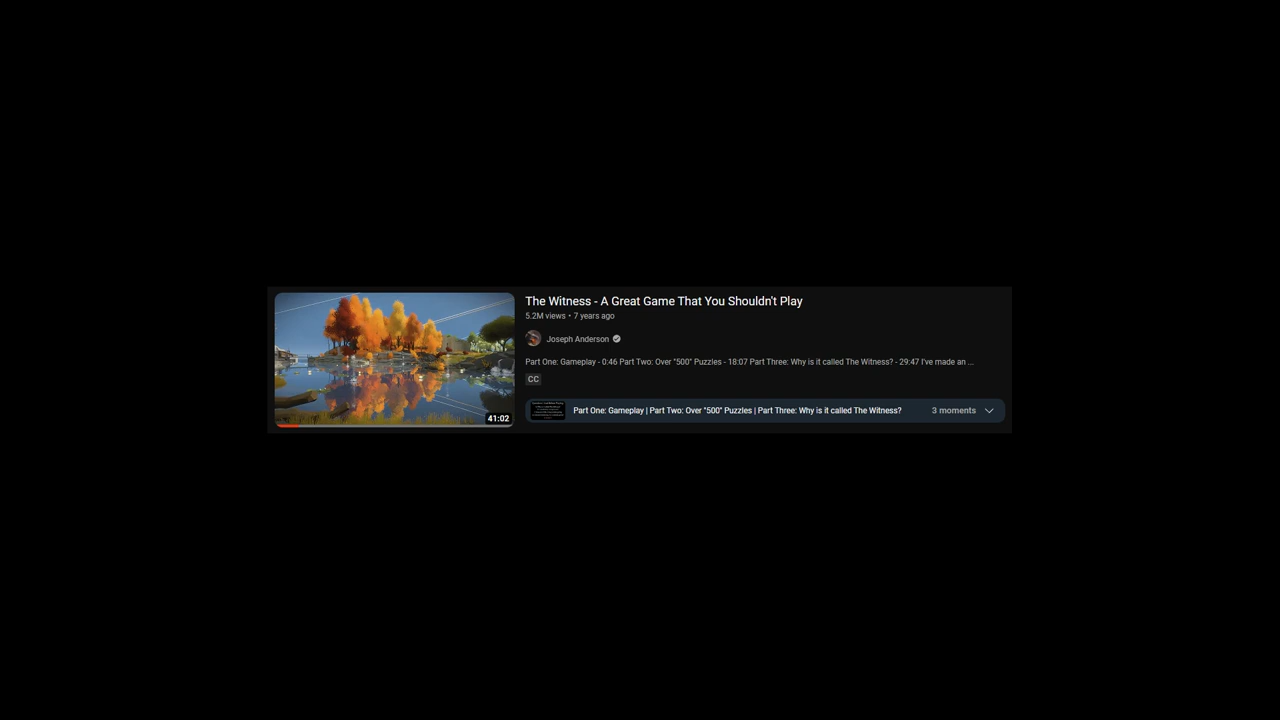 The Witness - A Great Game That You Shouldn't Play
5.2M views • 7 years ago
Joseph Anderson
Part One: Gameplay - 0:46 Part Two: Over "500" Puzzles - 18:07 Part Three: Why is it called The Witness? - 29:47 I've made an ...
CC
41:02
Part One: Gameplay | Part Two: Over "500" Puzzles | Part Three: Why is it called The Witness?
3 moments